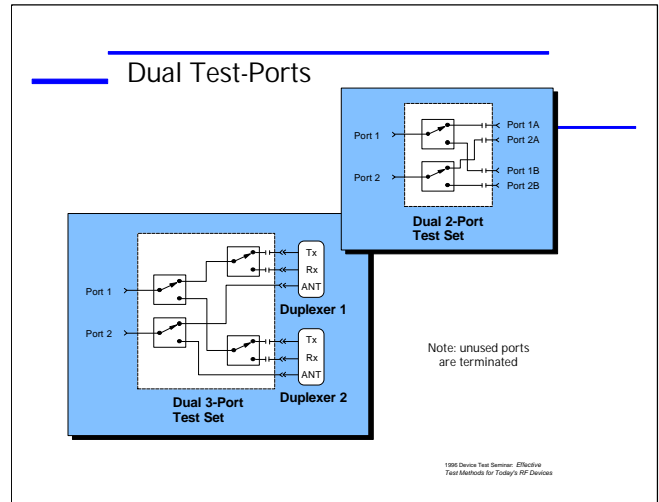 Dual Test-Ports
Port 1
Port 2
Port 1A
Port 2A
Port 1B
Port 2B
Dual 2-Port
Test Set
Port 1
Port 2
Tx
Rx
ANT
Duplexer 1
Tx
Rx
ANT
Duplexer 2
Dual 3-Port
Test Set
Note: unused ports
are terminated
1996 Device Test Seminar: Effective
Test Methods for Today's RF Devices